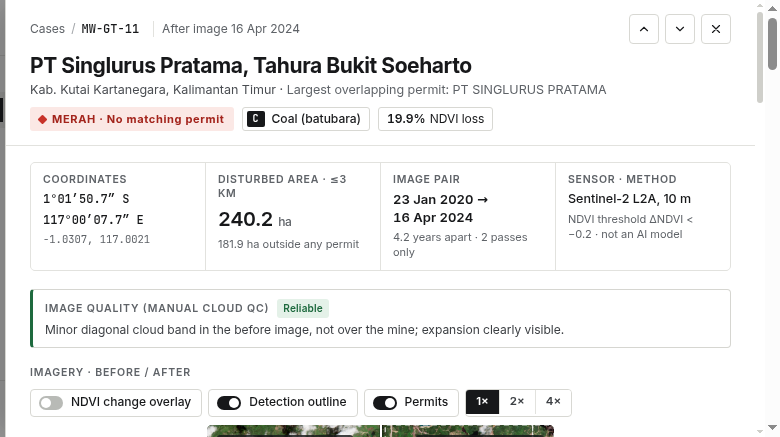 Cases / MW-GT-11 After image 16 Apr 2024
PT Singlurus Pratama, Tahura Bukit Soeharto
Kab. Kutai Kartanegara, Kalimantan Timur · Largest overlapping permit: PT SINGLURUS PRATAMA
◆ MERAH · No matching permit
C Coal (batubara)
19.9% NDVI loss
COORDINATES
1°01’50.7” S
117°00’07.7” E
-1.0307, 117.0021
DISTURBED AREA · ≤3
KM
240.2 ha
181.9 ha outside any permit
IMAGE PAIR
23 Jan 2020 →
16 Apr 2024
4.2 years apart · 2 passes
only
SENSOR · METHOD
Sentinel-2 L2A, 10 m
NDVI threshold ΔNDVI <
−0.2 · not an AI model
IMAGE QUALITY (MANUAL CLOUD QC) Reliable
Minor diagonal cloud band in the before image, not over the mine; expansion clearly visible.
IMAGERY · BEFORE / AFTER
NDVI change overlay
Detection outline
Permits
1× 2× 4×